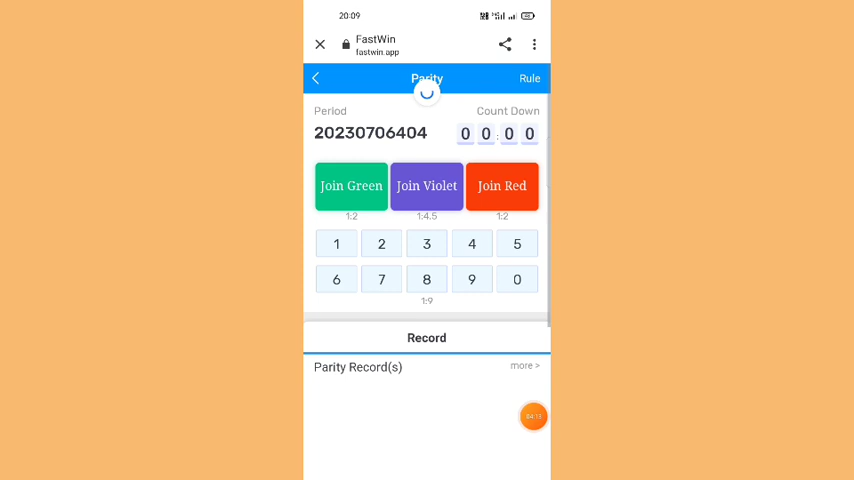 20:09
FastWin
fastwin.app
Parity
Rule
Period
Count Down
20230706404
0 0 : 0 0
Join Green
Join Violet
Join Red
1:2
1:4.5
1:2
1 2 3 4 5
6 7 8 9 0
1:9
Record
Parity Record(s)
more >